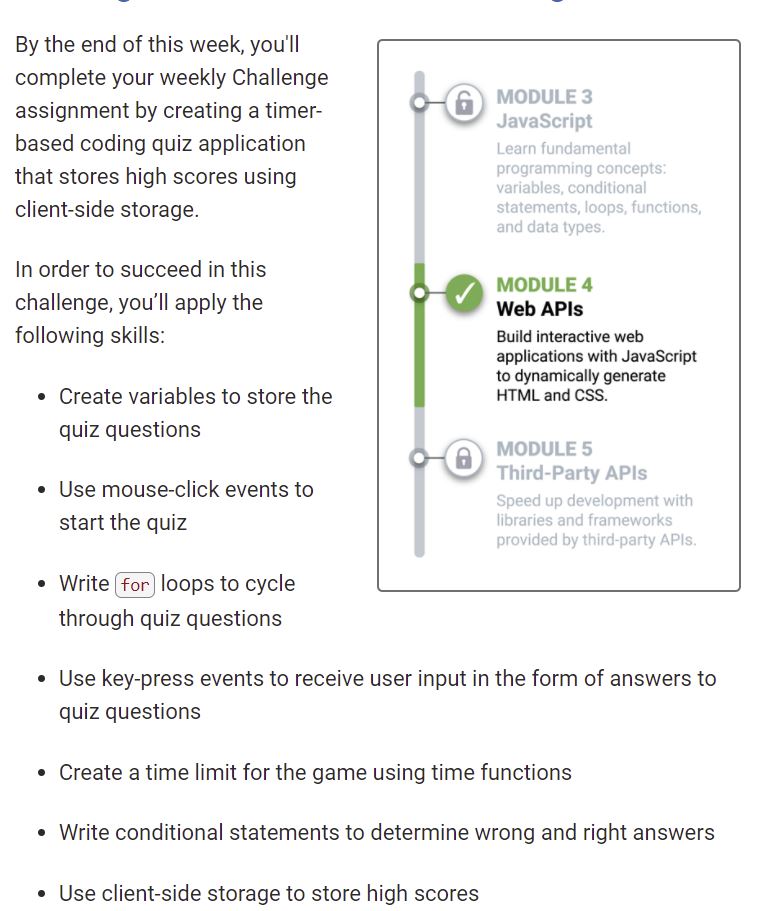 By the end of this week, you'll
complete your weekly Challenge
assignment by creating a timer-
based coding quiz application
that stores high scores using
client-side storage.
In order to succeed in this
challenge, you’ll apply the
following skills:
• Create variables to store the
quiz questions
• Use mouse-click events to
start the quiz
• Write for loops to cycle
through quiz questions
• Use key-press events to receive user input in the form of answers to
quiz questions
• Create a time limit for the game using time functions
• Write conditional statements to determine wrong and right answers
• Use client-side storage to store high scores
MODULE 3
JavaScript
Learn fundamental
programming concepts:
variables, conditional
statements, loops, functions,
and data types.
MODULE 4
Web APIs
Build interactive web
applications with JavaScript
to dynamically generate
HTML and CSS.
MODULE 5
Third-Party APIs
Speed up development with
libraries and frameworks
provided by third-party APIs.